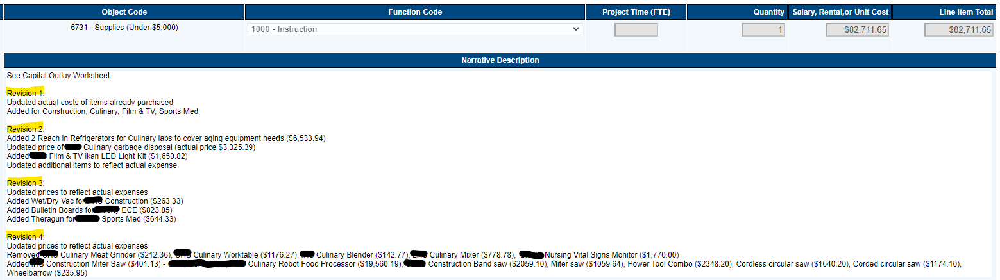 Object Code Function Code Project Time (FTE) Quantity Salary, Rental,or Unit Cost Line Item Total
6731 - Supplies (Under $5,000) 1000 - Instruction 1 $82,711.65 $82,711.65
Narrative Description
See Capital Outlay Worksheet
Revision 1:
Updated actual costs of items already purchased
Added for Construction, Culinary, Film & TV, Sports Med
Revision 2:
Added 2 Reach in Refrigerators for Culinary labs to cover aging equipment needs ($6,533.94)
Updated price of Culinary garbage disposal (actual price $3,325.39)
Added Film & TV ikan LED Light Kit ($1,650.82)
Updated additional items to reflect actual expense
Revision 3:
Updated prices to reflect actual expenses
Added Wet/Dry Vac for Construction ($263.33)
Added Bulletin Boards for ECE ($823.85)
Added Theragun for Sports Med ($644.33)
Revision 4:
Updated prices to reflect actual expenses
Removed Culinary Meat Grinder ($212.36), Culinary Worktable ($1176.27), Culinary Blender ($142.77), Culinary Mixer ($778.78), Nursing Vital Signs Monitor ($1,770.00)
Added Construction Miter Saw ($401.13) - Culinary Robot Food Processor ($19,560.19), Construction Band saw ($2059.10), Miter saw ($1059.64), Power Tool Combo ($2348.20), Cordless circular saw ($1640.20), Corded circular saw ($1174.10),
Wheelbarrow ($235.95)